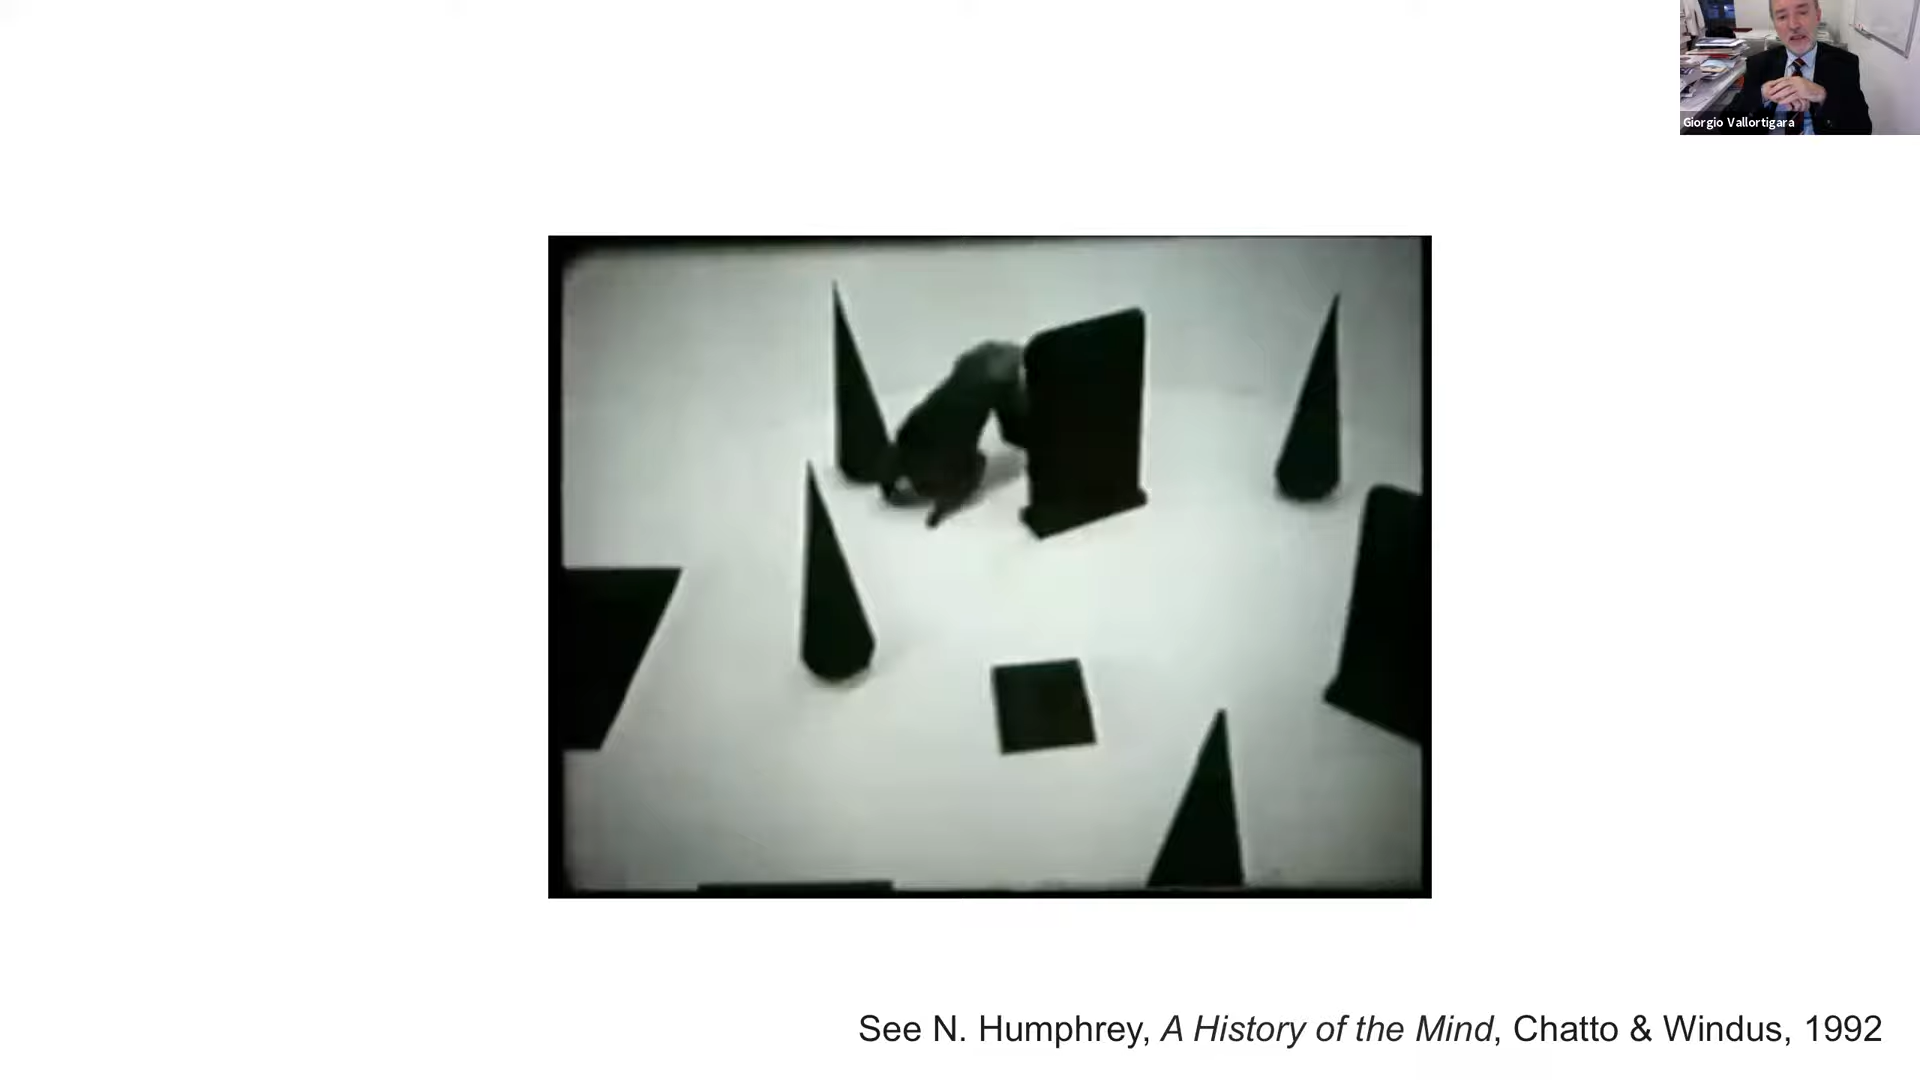 Giorgio Vallortigara
See N. Humphrey, A History of the Mind, Chatto & Windus, 1992